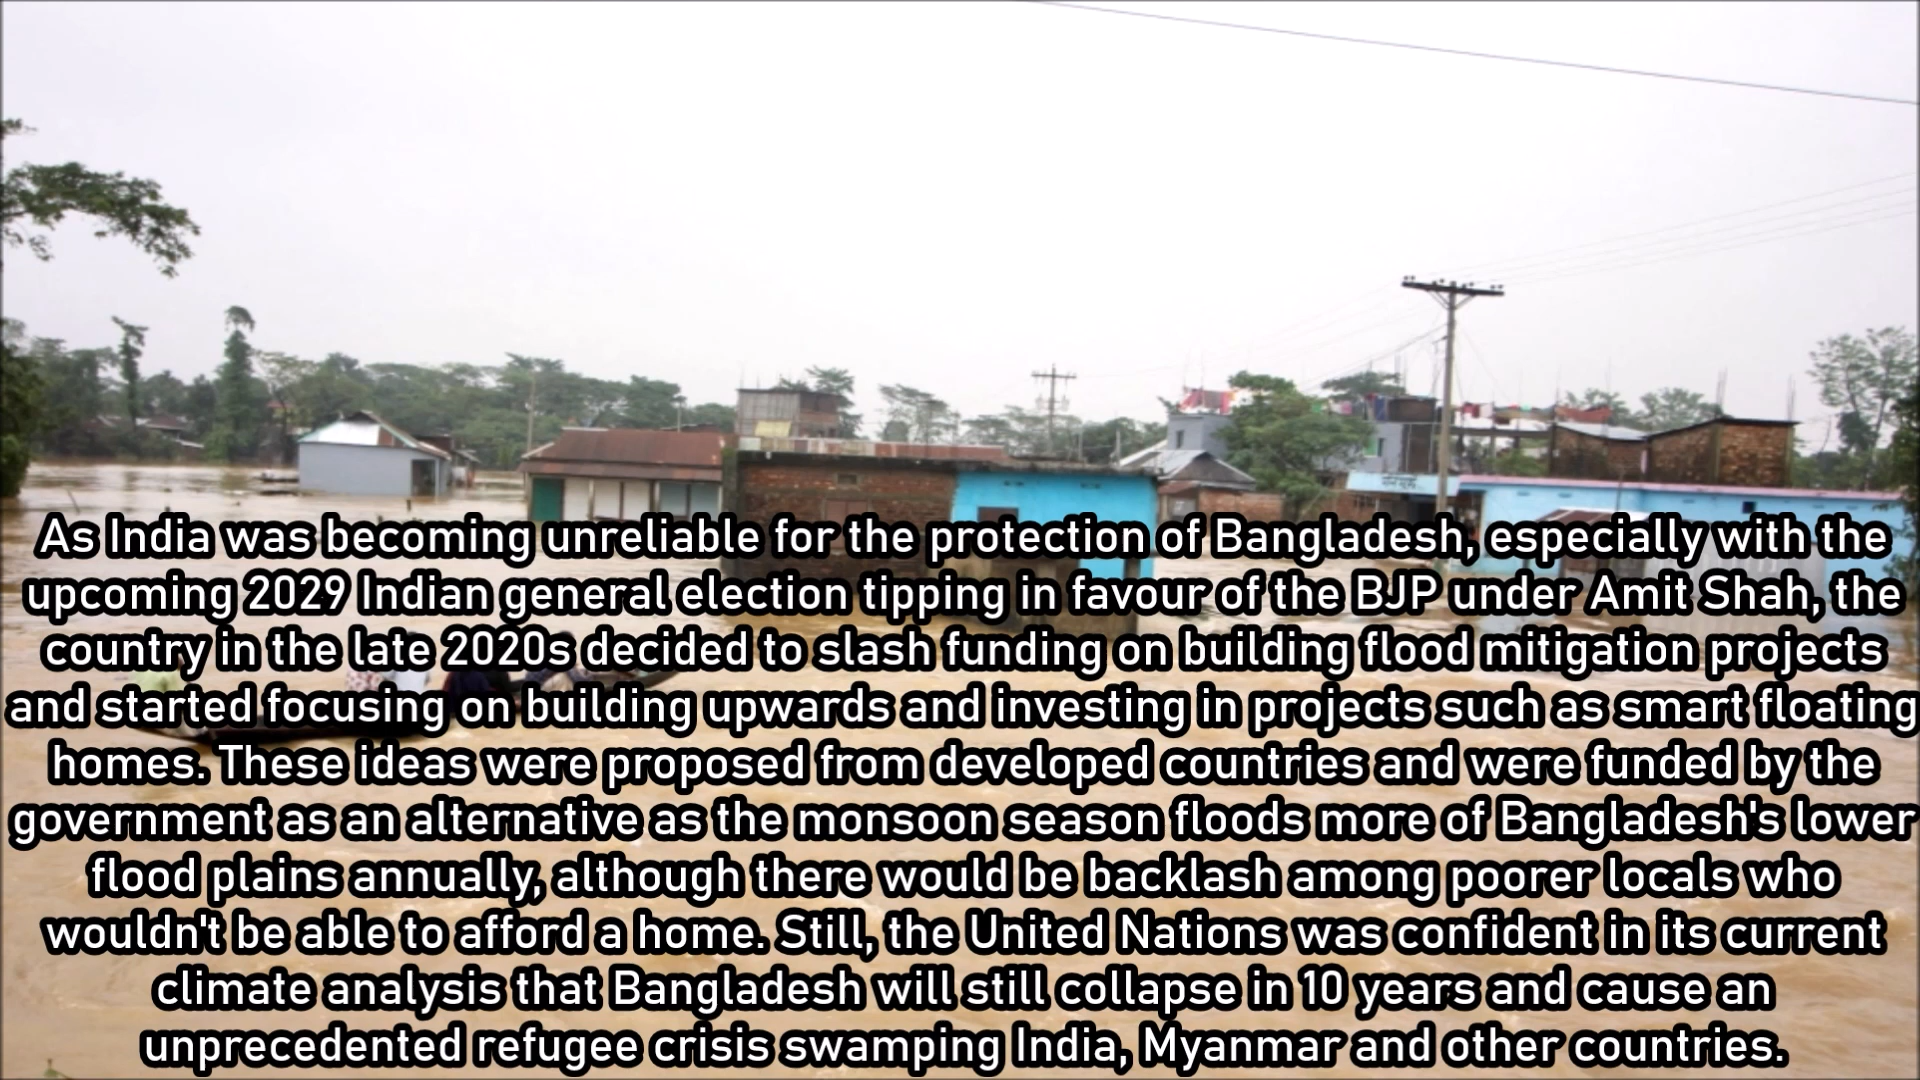 As India was becoming unreliable for the protection of Bangladesh, especially with the
upcoming 2029 Indian general election tipping in favour of the BJP under Amit Shah, the
country in the late 2020s decided to slash funding on building flood mitigation projects
and started focusing on building upwards and investing in projects such as smart floating
homes. These ideas were proposed from developed countries and were funded by the
government as an alternative as the monsoon season floods more of Bangladesh's lower
flood plains annually, although there would be backlash among poorer locals who
wouldn't be able to afford a home. Still, the United Nations was confident in its current
climate analysis that Bangladesh will still collapse in 10 years and cause an
unprecedented refugee crisis swamping India, Myanmar and other countries.